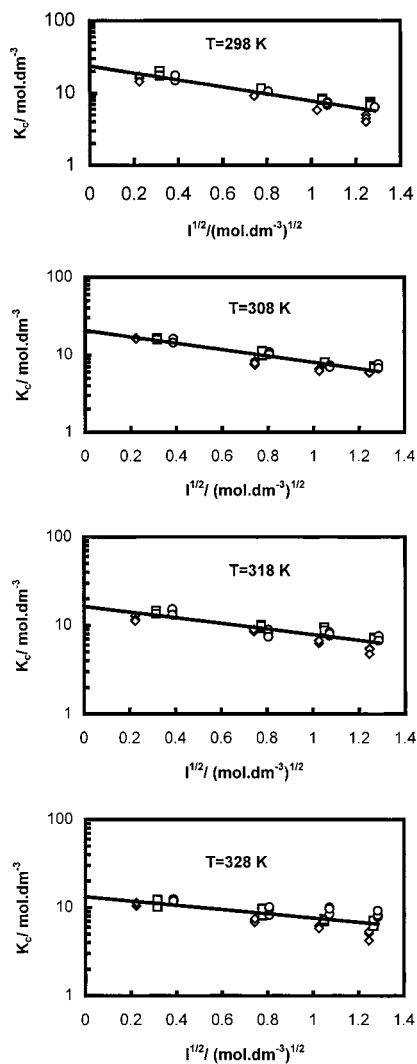 100
T=298 K
K_c/ mol.dm^-3
10
1
0 0.2 0.4 0.6 0.8 1 1.2 1.4
I^1/2/(mol.dm^-3)^1/2
100
T=308 K
K_c/ mol.dm^-3
10
1
0 0.2 0.4 0.6 0.8 1 1.2 1.4
I^1/2/ (mol.dm^-3)^1/2
100
T=318 K
K_c/ mol.dm^-3
10
1
0 0.2 0.4 0.6 0.8 1 1.2 1.4
I^1/2/ (mol.dm^-3)^1/2
100
T=328 K
K_c/ mol.dm^-3
10
1
0 0.2 0.4 0.6 0.8 1 1.2 1.4
I^1/2/ (mol.dm^-3)^1/2